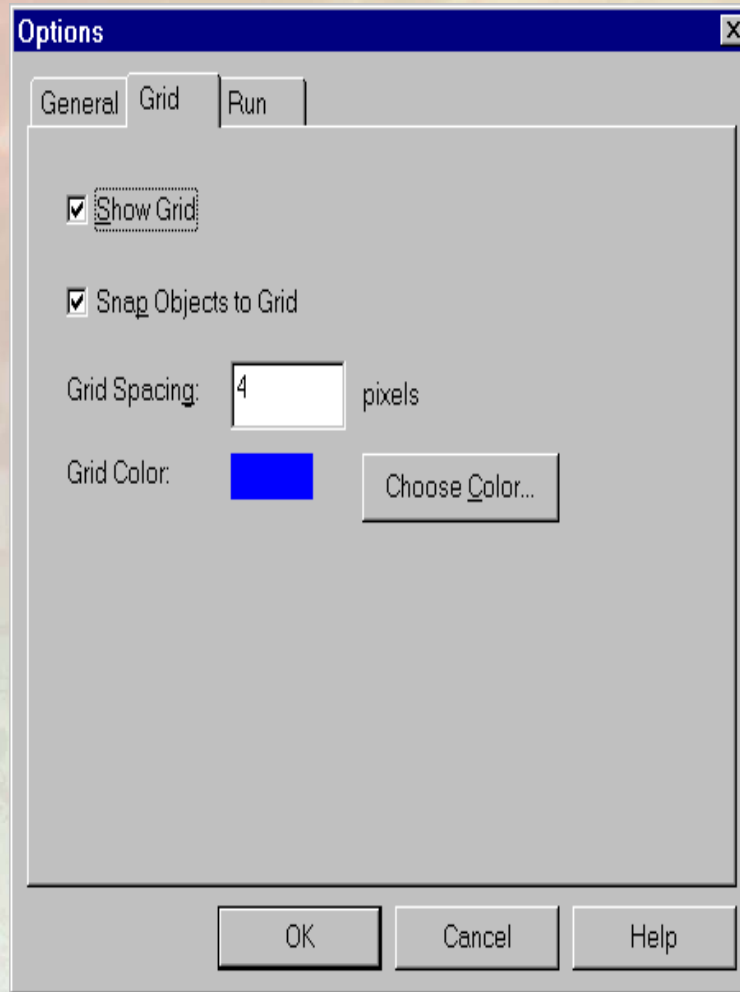 Options
General Grid Run
Show Grid
Snap Objects to Grid
Grid Spacing: 4 pixels
Grid Color: Choose Color...
OK Cancel Help